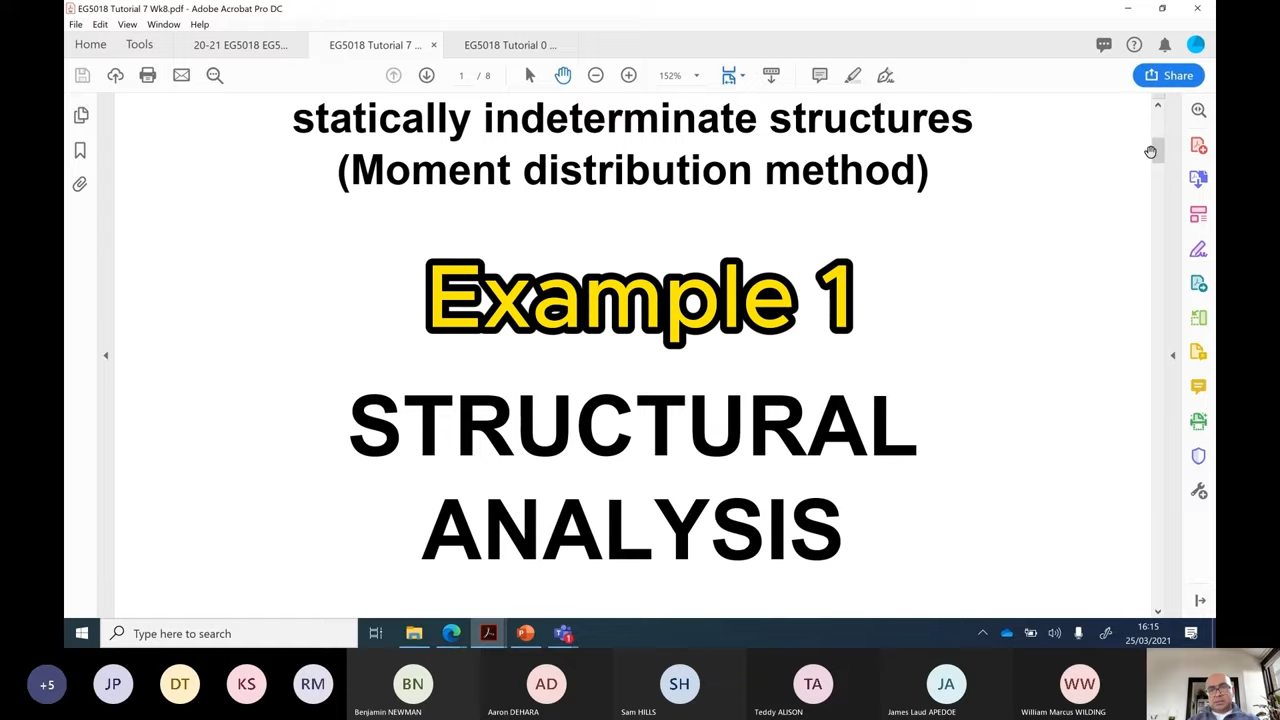 EG5018 Tutorial 7 Wk8.pdf - Adobe Acrobat Pro DC
File Edit View Window Help
Home Tools 20-21 EG5018 EG5... EG5018 Tutorial 7 ... × EG5018 Tutorial 0 ...
1 / 8 152% Share
statically indeterminate structures
(Moment distribution method)
Example 1
STRUCTURAL
ANALYSIS
Type here to search
16:15
25/03/2021
+5 JP DT KS RM BN AD SH TA JA WW
Benjamin NEWMAN Aaron DEHARA Sam HILLS Teddy ALISON James Laud APEDOE William Marcus WILDING